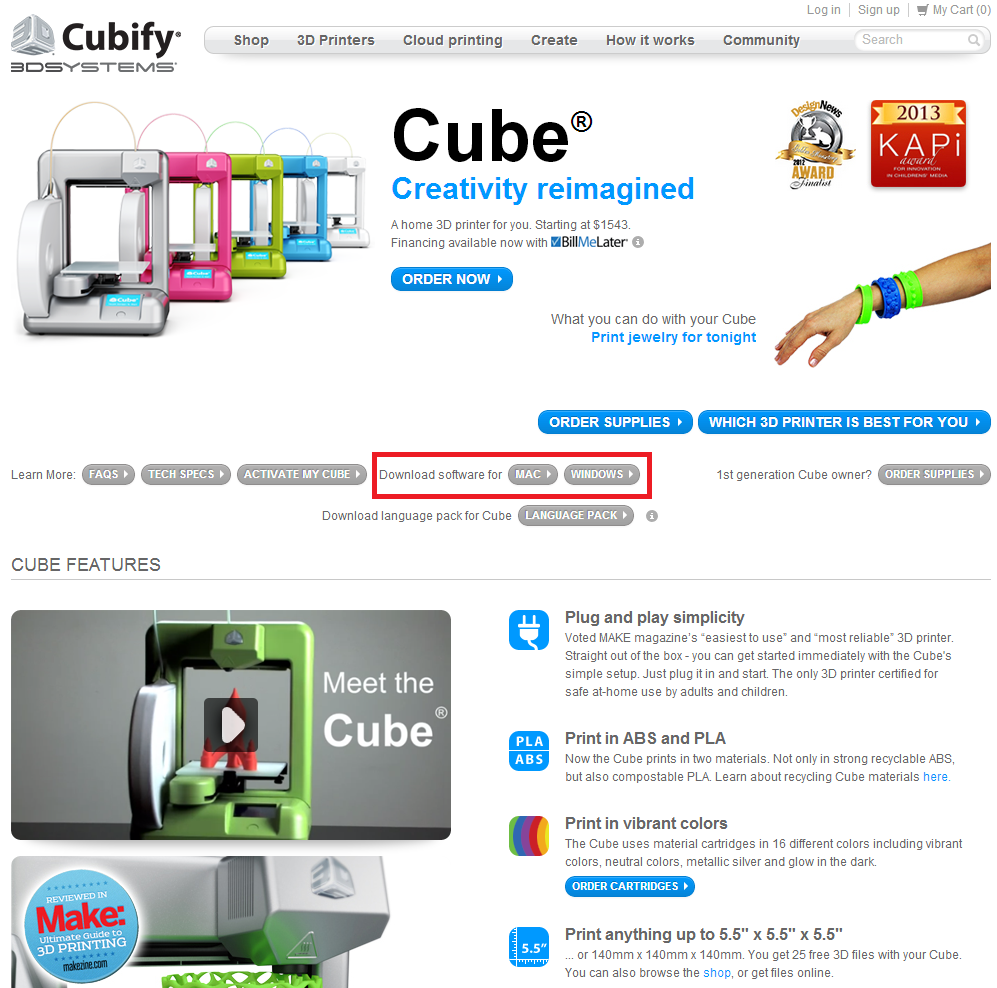 Log in Sign up My Cart (0)
Cubify
3DSYSTEMS
Shop 3D Printers Cloud printing Create How it works Community Search
Cube®
Creativity reimagined
A home 3D printer for you. Starting at $1543.
Financing available now with BillMeLater
ORDER NOW
DesignNews
2012
AWARD
Finalist
2013
KAPi
award
FOR INNOVATION
IN CHILDRENS' MEDIA
Cube
Cube
Cube
Cube
What you can do with your Cube
Print jewelry for tonight
ORDER SUPPLIES WHICH 3D PRINTER IS BEST FOR YOU
Learn More: FAQS TECH SPECS ACTIVATE MY CUBE Download software for MAC WINDOWS 1st generation Cube owner? ORDER SUPPLIES
Download language pack for Cube LANGUAGE PACK
CUBE FEATURES
Meet the
Cube®
Plug and play simplicity
Voted MAKE magazine's “easiest to use” and “most reliable” 3D printer.
Straight out of the box - you can get started immediately with the Cube's
simple setup. Just plug it in and start. The only 3D printer certified for
safe at-home use by adults and children.
PLA
ABS
Print in ABS and PLA
Now the Cube prints in two materials. Not only in strong recyclable ABS,
but also compostable PLA. Learn about recycling Cube materials here.
Print in vibrant colors
The Cube uses material cartridges in 16 different colors including vibrant
colors, neutral colors, metallic silver and glow in the dark.
ORDER CARTRIDGES
REVIEWED IN
Make:
Ultimate Guide to
3D PRINTING
makezine.com
5.5"
Print anything up to 5.5" x 5.5" x 5.5"
... or 140mm x 140mm x 140mm. You get 25 free 3D files with your Cube.
You can also browse the shop, or get files online.